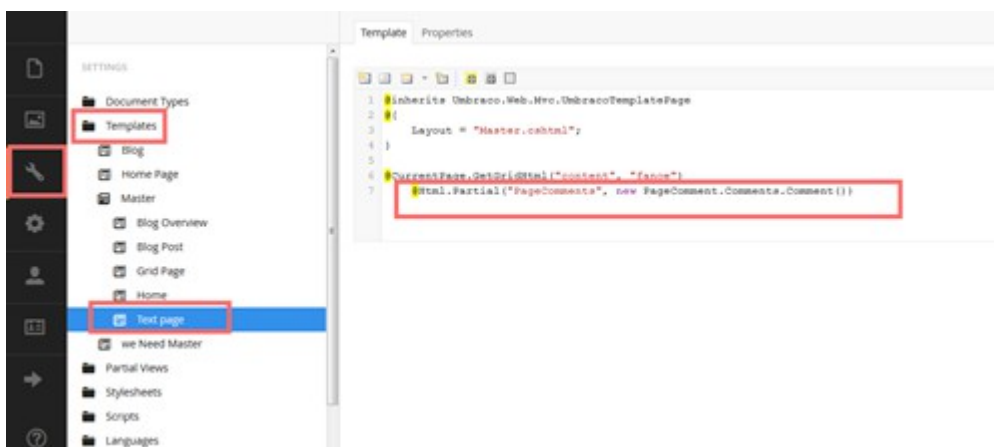 Template Properties
SETTINGS
Document Types
Templates
Blog
Home Page
Master
Blog Overview
Blog Post
Grid Page
Home
Text page
we Need Master
Partial Views
Stylesheets
Scripts
Languages
1 @inherits Umbraco.Web.Mvc.UmbracoTemplatePage
2 @{
3 Layout = "Master.cshtml";
4 }
5
6 @CurrentPage.GetGridHtml("content", "fanoe")
7 @Html.Partial("PageComments", new PageComment.Comments.Comment())